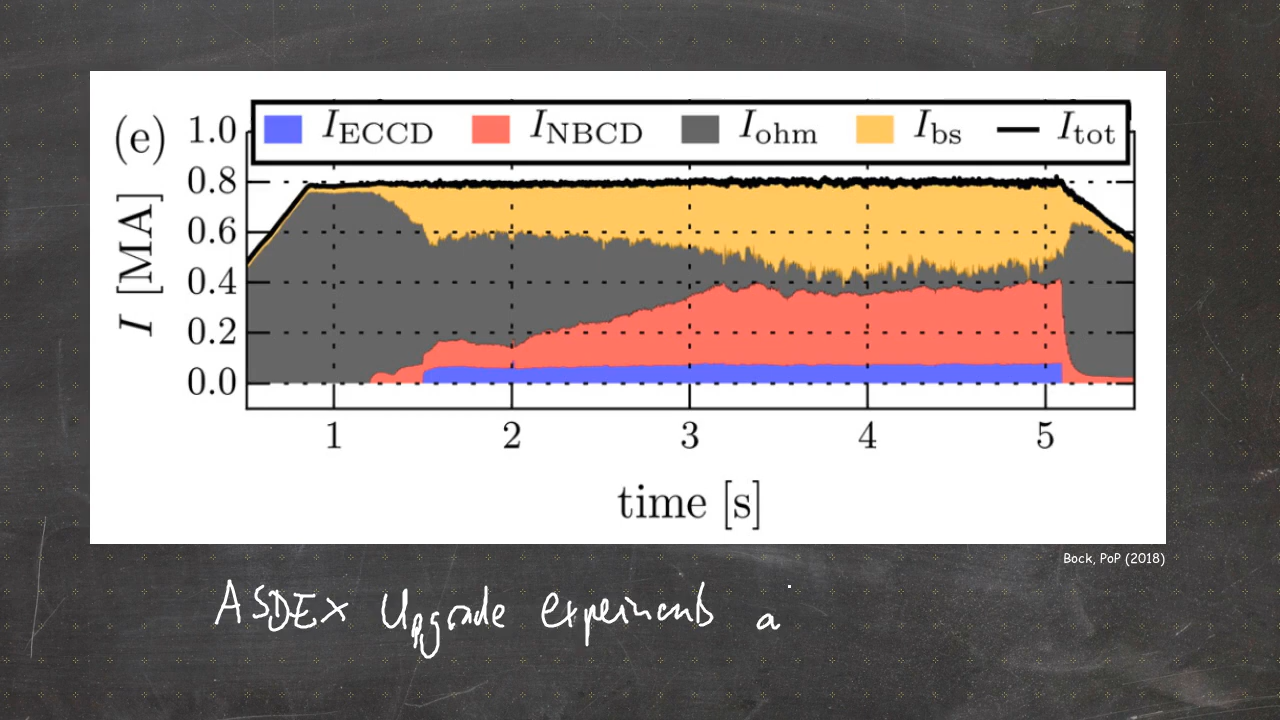 (e)
I_ECCD I_NBCD I_ohm I_bs I_tot
I [MA]
1.0
0.8
0.6
0.4
0.2
0.0
1 2 3 4 5
time [s]
Bock, PoP (2018)
ASDEX Upgrade experiments a